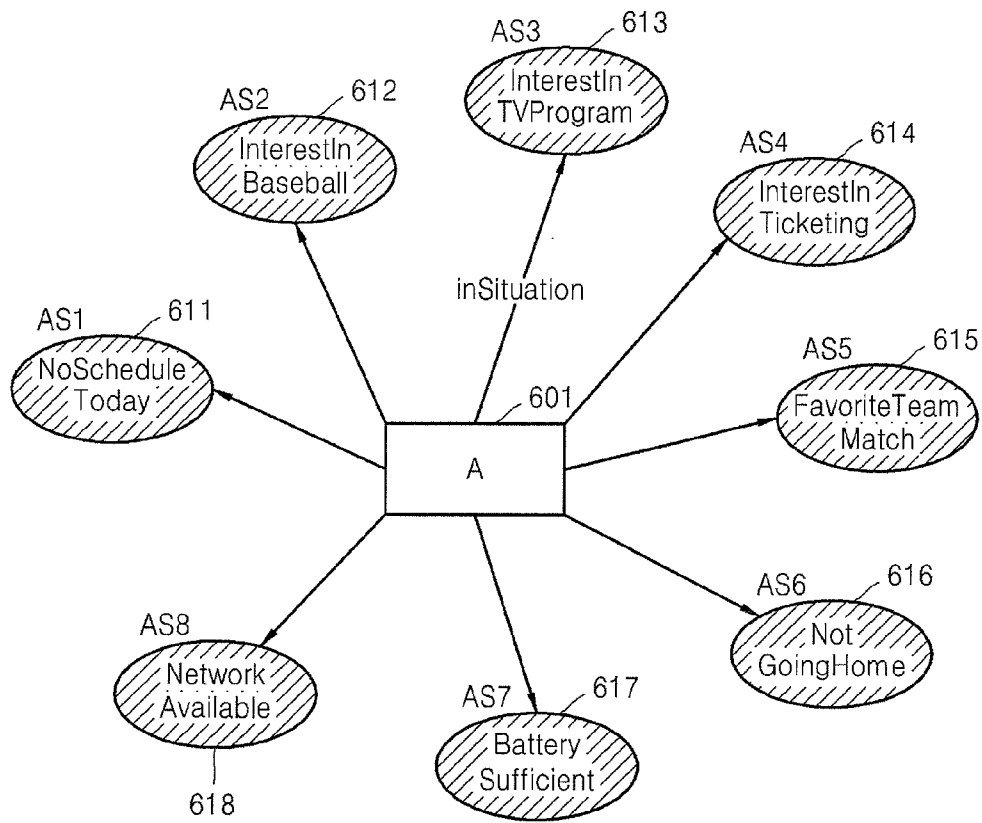 AS3
613
InterestIn
TVProgram
AS2
612
InterestIn
Baseball
AS4
614
InterestIn
Ticketing
inSituation
AS1
611
NoSchedule
Today
AS5
615
FavoriteTeam
Match
601
A
AS6
616
Not
GoingHome
AS8
Network
Available
618
AS7
617
Battery
Sufficient